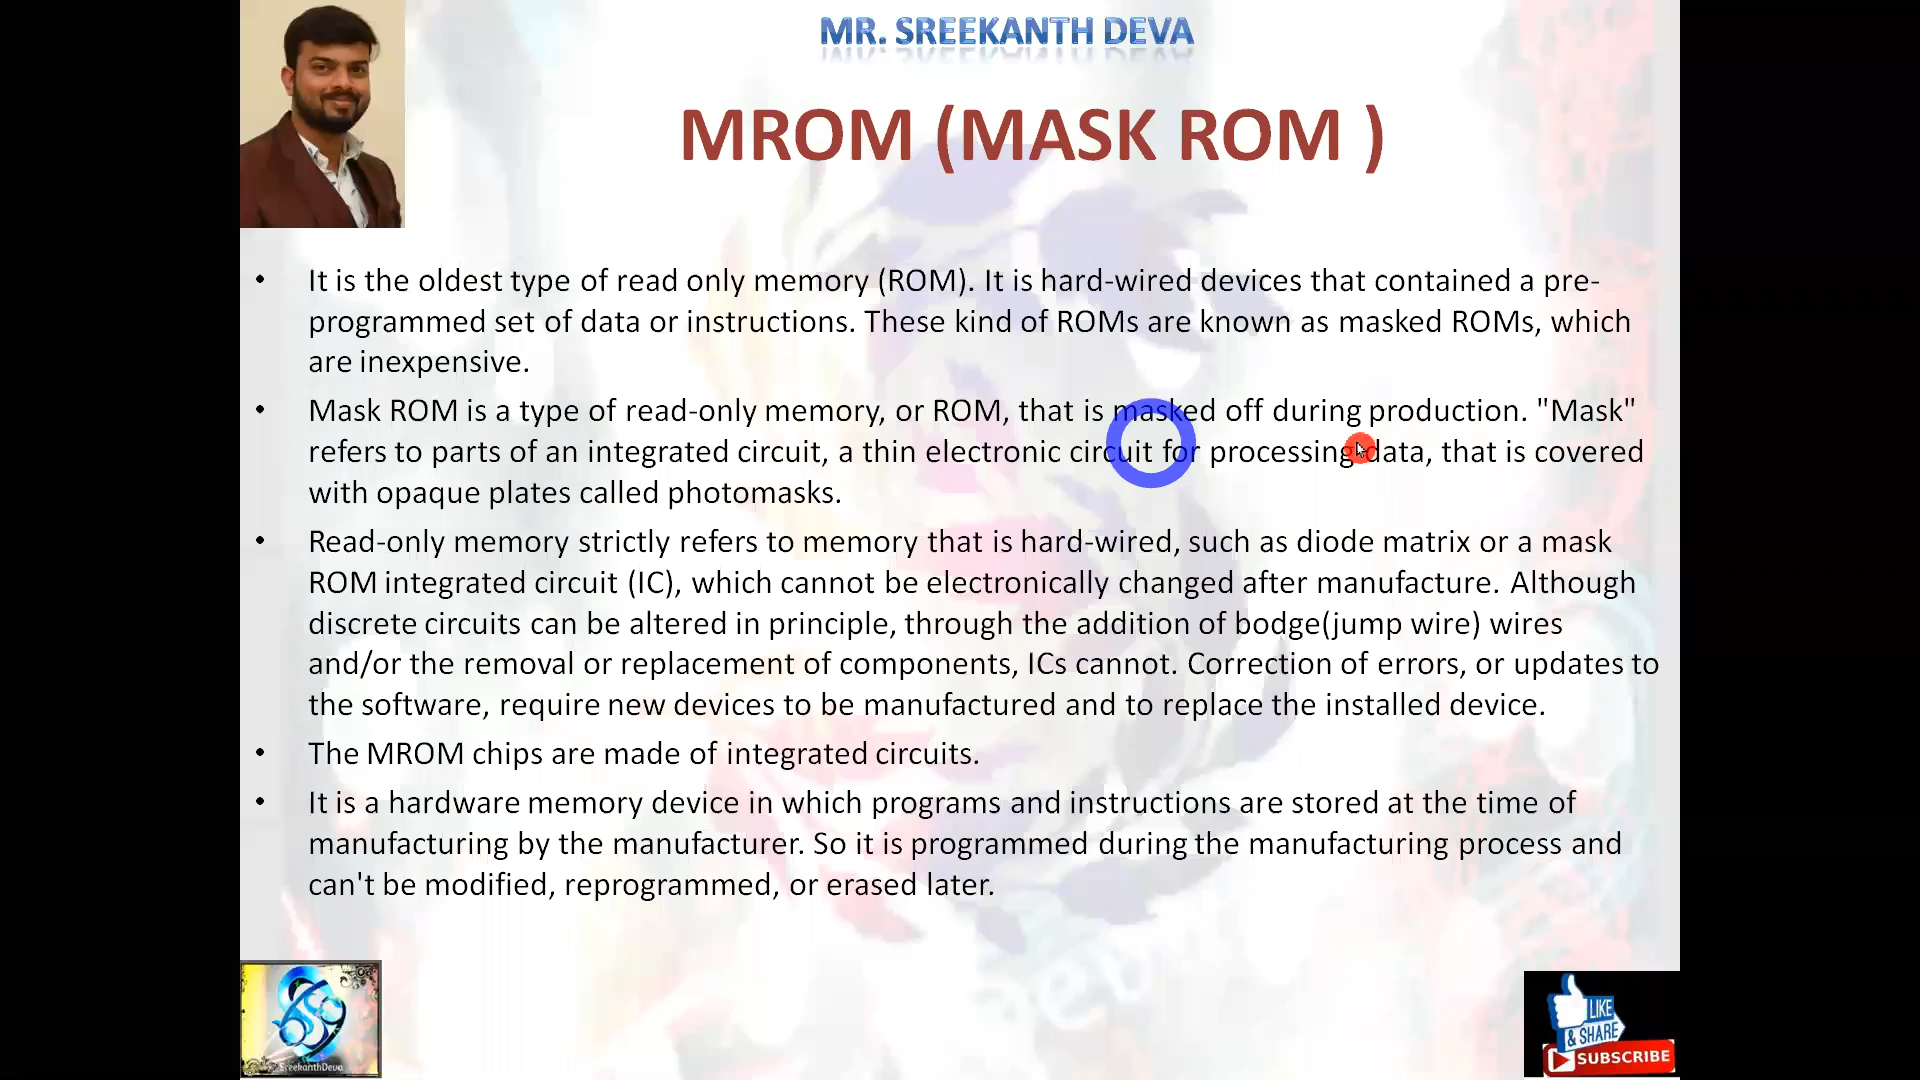 MR. SREEKANTH DEVA
MROM (MASK ROM )
• It is the oldest type of read only memory (ROM). It is hard-wired devices that contained a pre-
programmed set of data or instructions. These kind of ROMs are known as masked ROMs, which
are inexpensive.
• Mask ROM is a type of read-only memory, or ROM, that is masked off during production. "Mask"
refers to parts of an integrated circuit, a thin electronic circuit for processing data, that is covered
with opaque plates called photomasks.
• Read-only memory strictly refers to memory that is hard-wired, such as diode matrix or a mask
ROM integrated circuit (IC), which cannot be electronically changed after manufacture. Although
discrete circuits can be altered in principle, through the addition of bodge(jump wire) wires
and/or the removal or replacement of components, ICs cannot. Correction of errors, or updates to
the software, require new devices to be manufactured and to replace the installed device.
• The MROM chips are made of integrated circuits.
• It is a hardware memory device in which programs and instructions are stored at the time of
manufacturing by the manufacturer. So it is programmed during the manufacturing process and
can't be modified, reprogrammed, or erased later.
SreekanthDeva
LIKE
& SHARE
SUBSCRIBE